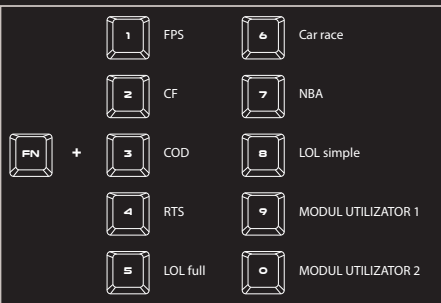 1 FPS 6 Car race
2 CF 7 NBA
FN + 3 COD 8 LOL simple
4 RTS 9 MODUL UTILIZATOR 1
5 LOL full 0 MODUL UTILIZATOR 2